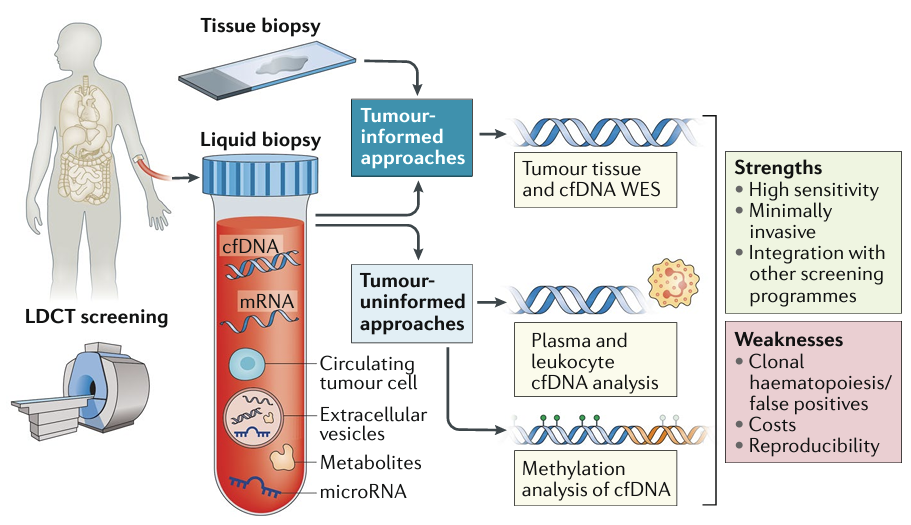 Tissue biopsy
Liquid biopsy
LDCT screening
cfDNA
mRNA
Circulating
tumour cell
Extracellular
vesicles
Metabolites
microRNA
Tumour-
informed
approaches
Tumour-
uninformed
approaches
Tumour tissue
and cfDNA WES
Plasma and
leukocyte
cfDNA analysis
Methylation
analysis of cfDNA
Strengths
• High sensitivity
• Minimally
invasive
• Integration with
other screening
programmes
Weaknesses
• Clonal
haematopoiesis/
false positives
• Costs
• Reproducibility